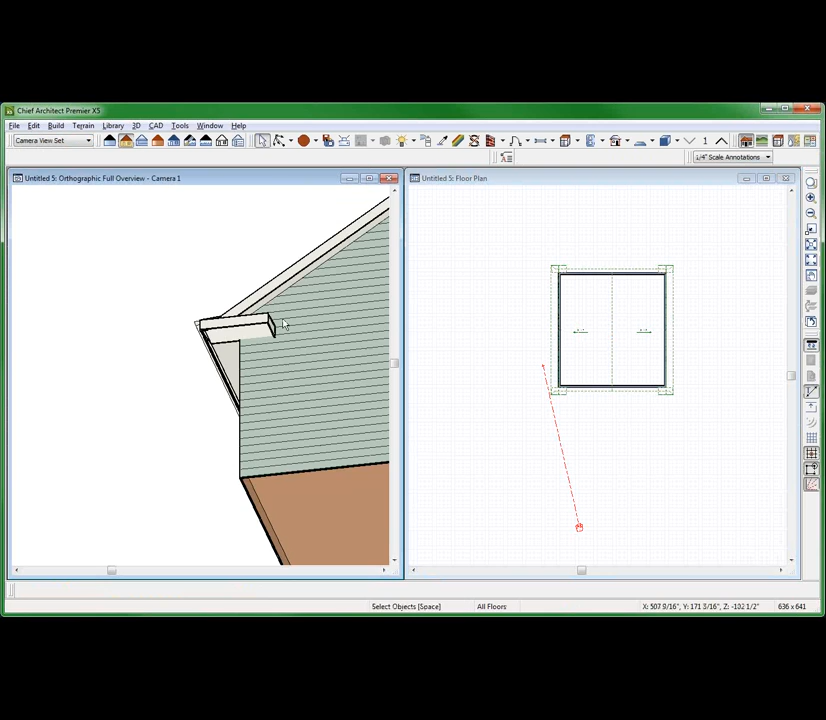 Chief Architect Premier X5
File Edit Build Terrain Library 3D CAD Tools Window Help
Camera View Set
1
1/4" Scale Annotations
Untitled 5: Orthographic Full Overview - Camera 1
Untitled 5: Floor Plan
Select Objects [Space]
All Floors
X: 507 9/16", Y: 171 3/16", Z: -102 1/2"
636 x 641